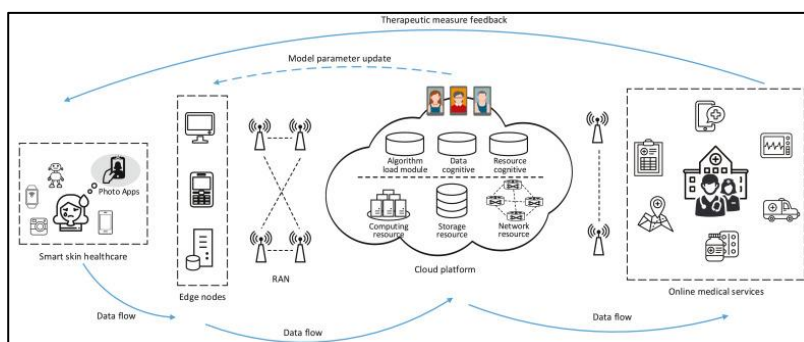 Therapeutic measure feedback
Model parameter update
Photo Apps
Smart skin healthcare
Edge nodes
RAN
Algorithm
load module
Data
cognitive
Resource
cognitive
Computing
resource
Storage
resource
Network
resource
Cloud platform
Online medical services
Data flow
Data flow
Data flow